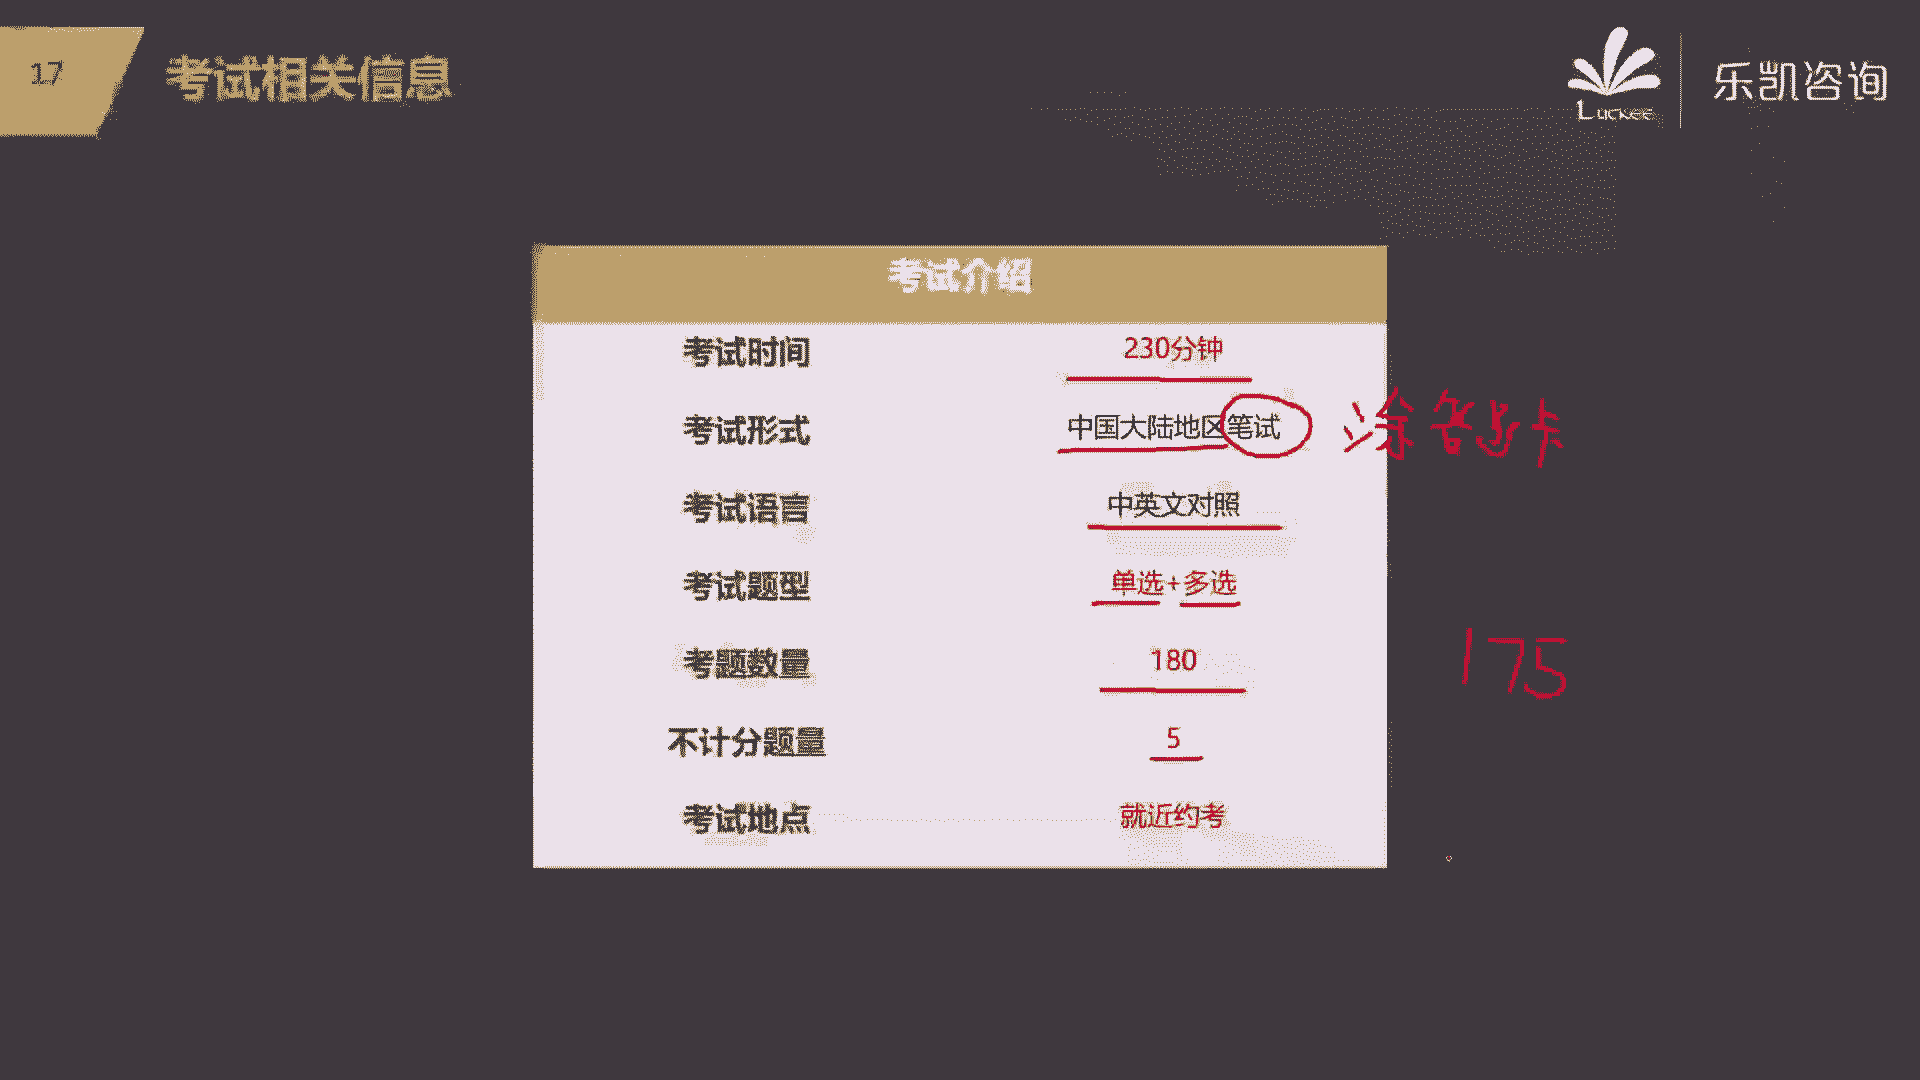 17
考试相关信息
Luckee
乐凯咨询
考试介绍
考试时间 230分钟
考试形式 中国大陆地区笔试 涂答题卡
考试语言 中英文对照
考试题型 单选+多选
考题数量 180 175
不计分题量 5
考试地点 就近约考